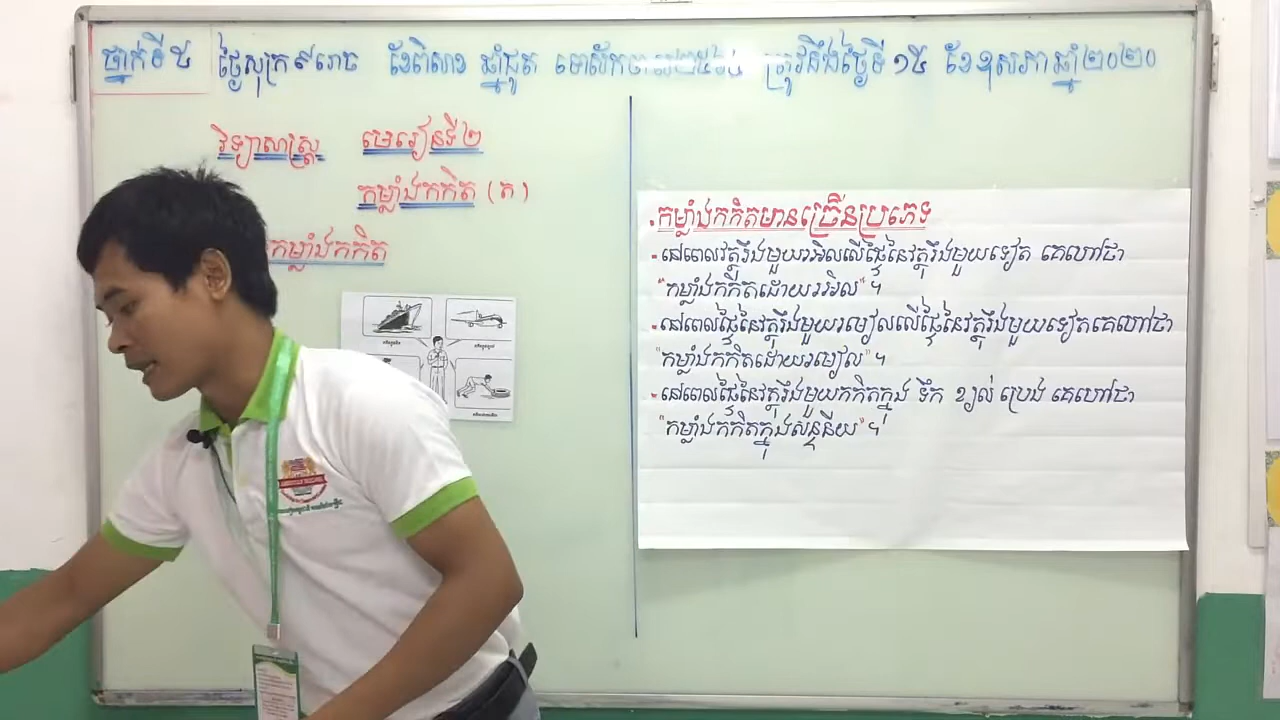 ថ្នាក់ទី៥ ថ្ងៃសុក្រ ៩រោច ខែពិសាខ ឆ្នាំជូត ទោស័ក ព.ស២៥៦៤ ត្រូវនឹងថ្ងៃទី ១៥ ខែឧសភា ឆ្នាំ២០២០
វិទ្យាសាស្ត្រ មេរៀនទី២
កម្លាំងកកិត (ត)
កម្លាំងកកិត
កម្លាំងកកិតមានច្រើនប្រភេទ
-នៅពេលវត្ថុរឹងមួយរអិលលើផ្ទៃនៃវត្ថុរឹងមួយទៀត គេហៅថា
"កម្លាំងកកិតដោយរអិល"។
-នៅពេលផ្ទៃនៃវត្ថុរឹងមួយរមៀលលើផ្ទៃនៃវត្ថុរឹងមួយទៀតគេហៅថា
"កម្លាំងកកិតដោយរមៀល"។
-នៅពេលផ្ទៃនៃវត្ថុរឹងមួយកកិតក្នុង ទឹក ខ្យល់ ប្រេង គេហៅថា
"កម្លាំងកកិតក្នុងសន្ទនីយ"។